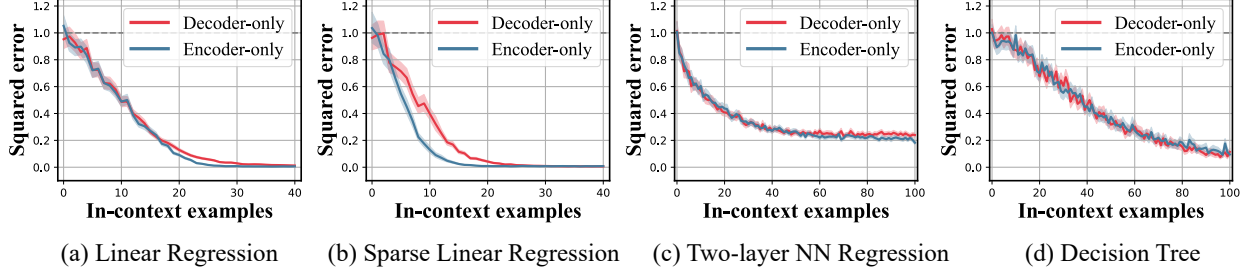 Squared error
1.2
1.0
0.8
0.6
0.4
0.2
0.0
Decoder-only
Encoder-only
0 10 20 30 40
In-context examples
(a) Linear Regression
Squared error
1.2
1.0
0.8
0.6
0.4
0.2
0.0
Decoder-only
Encoder-only
0 10 20 30 40
In-context examples
(b) Sparse Linear Regression
Squared error
1.2
1.0
0.8
0.6
0.4
0.2
0.0
Decoder-only
Encoder-only
0 20 40 60 80 100
In-context examples
(c) Two-layer NN Regression
Squared error
1.2
1.0
0.8
0.6
0.4
0.2
0.0
Decoder-only
Encoder-only
0 20 40 60 80 100
In-context examples
(d) Decision Tree